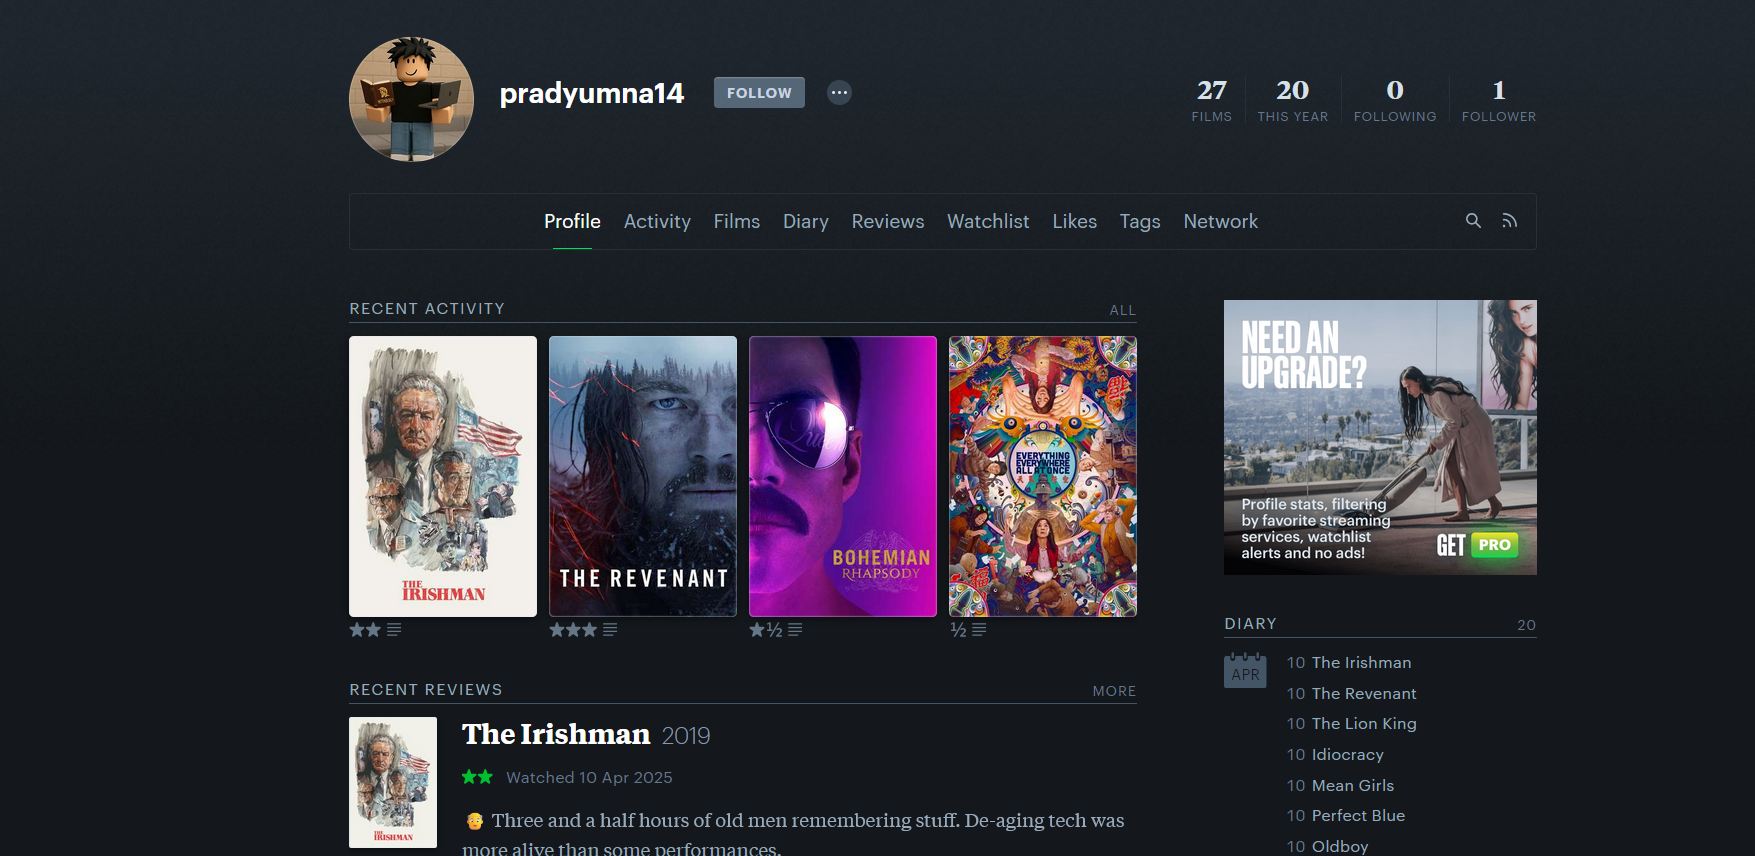 pradyumna14
FOLLOW
27
FILMS
20
THIS YEAR
0
FOLLOWING
1
FOLLOWER
Profile
Activity
Films
Diary
Reviews
Watchlist
Likes
Tags
Network
RECENT ACTIVITY
ALL
THE
IRISHMAN
THE REVENANT
BOHEMIAN
RHAPSODY
EVERYTHING
EVERYWHERE
ALL AT ONCE
½
½
NEED AN
UPGRADE?
Profile stats, filtering
by favorite streaming
services, watchlist
alerts and no ads!
GET PRO
RECENT REVIEWS
MORE
THE
IRISHMAN
The Irishman 2019
Watched 10 Apr 2025
Three and a half hours of old men remembering stuff. De-aging tech was
more alive than some performances.
DIARY
20
APR
10 The Irishman
10 The Revenant
10 The Lion King
10 Idiocracy
10 Mean Girls
10 Perfect Blue
10 Oldboy